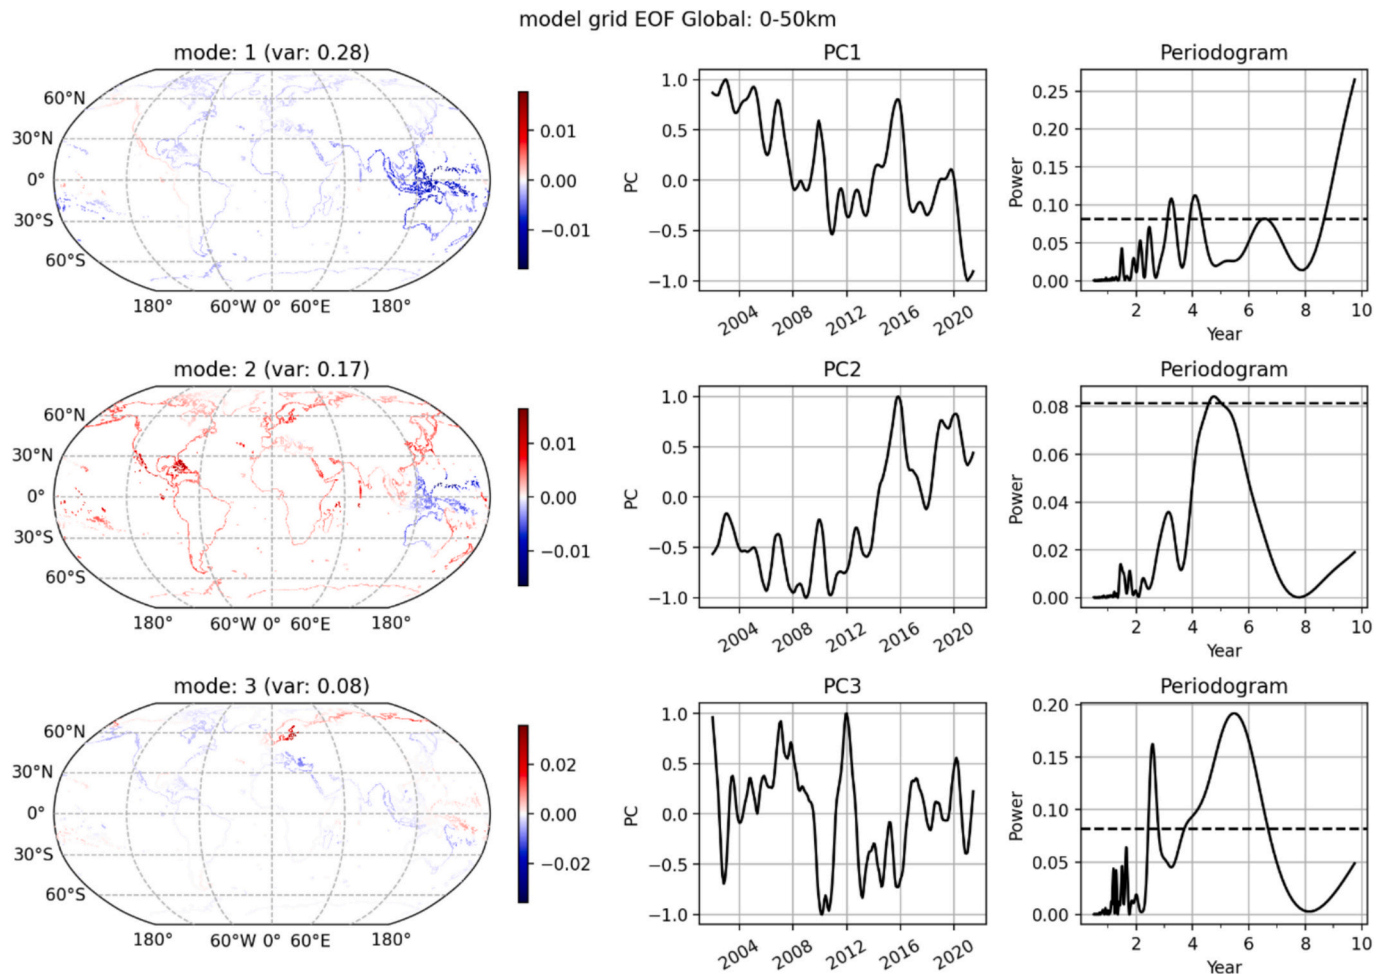 model grid EOF Global: 0-50km
mode: 1 (var: 0.28)
PC1
Periodogram
60°N
30°N
0°
30°S
60°S
180°
60°W 0° 60°E
180°
0.01
0.00
−0.01
PC
1.0
0.5
0.0
−0.5
−1.0
2004
2008
2012
2016
2020
Power
0.25
0.20
0.15
0.10
0.05
0.00
2
4
6
8
10
Year
mode: 2 (var: 0.17)
PC2
Periodogram
60°N
30°N
0°
30°S
60°S
180°
60°W 0° 60°E
180°
0.01
0.00
−0.01
PC
1.0
0.5
0.0
−0.5
−1.0
2004
2008
2012
2016
2020
Power
0.08
0.06
0.04
0.02
0.00
2
4
6
8
10
Year
mode: 3 (var: 0.08)
PC3
Periodogram
60°N
30°N
0°
30°S
60°S
180°
60°W 0° 60°E
180°
0.02
0.00
−0.02
PC
1.0
0.5
0.0
−0.5
−1.0
2004
2008
2012
2016
2020
Power
0.20
0.15
0.10
0.05
0.00
2
4
6
8
10
Year